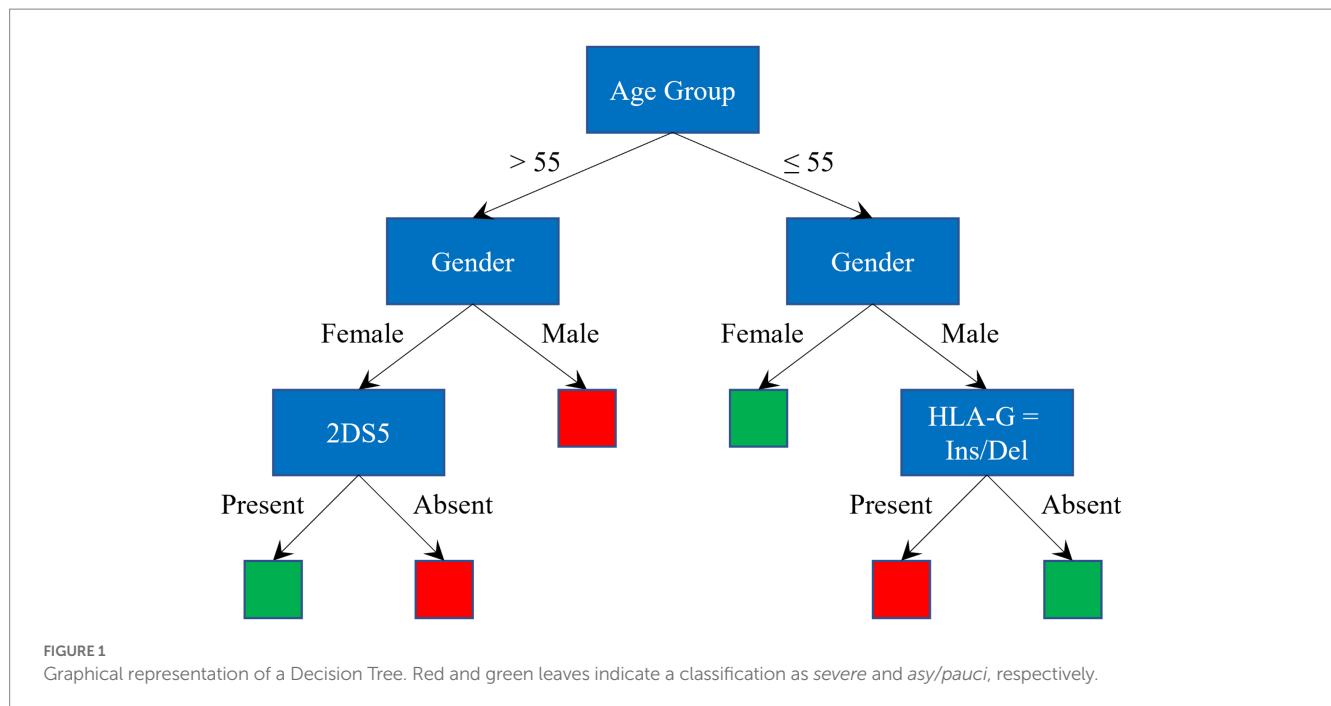 Age Group
> 55
≤ 55
Gender
Gender
Female
Male
Female
Male
2DS5
HLA-G =
Ins/Del
Present
Absent
Present
Absent
FIGURE 1
Graphical representation of a Decision Tree. Red and green leaves indicate a classification as severe and asy/pauci, respectively.